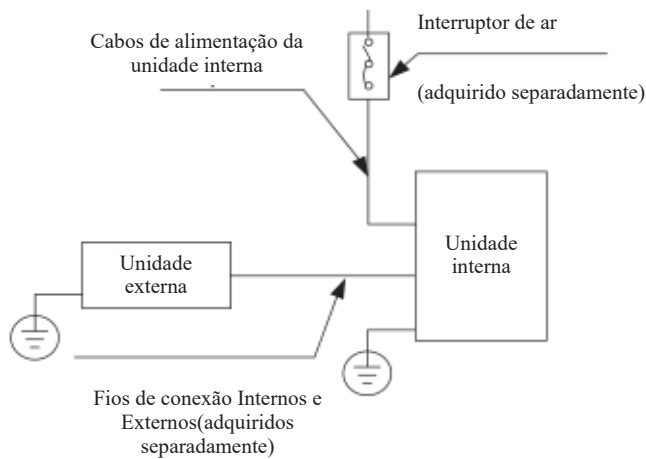 Interruptor de ar
Cabos de alimentação da
unidade interna
(adquirido separadamente)
Unidade
interna
Unidade
externa
Fios de conexão Internos e
Externos(adquiridos
separadamente)